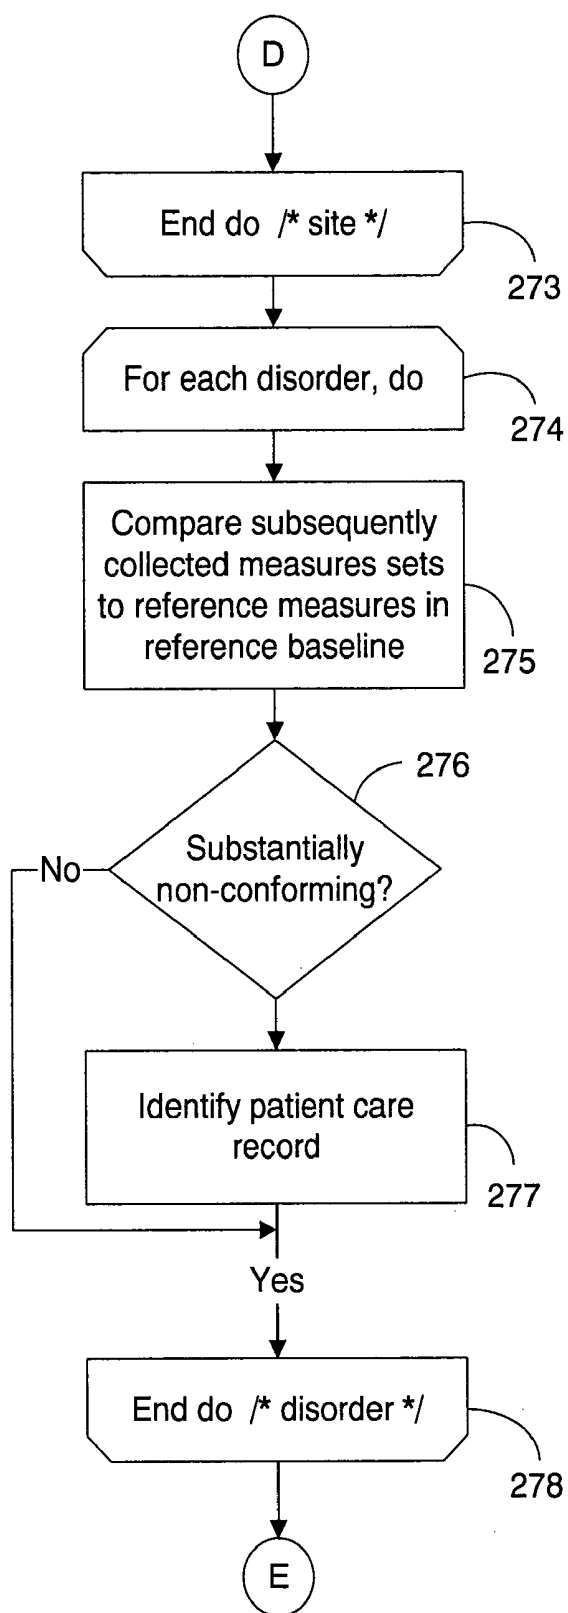 D
End do /* site */
273
For each disorder, do
274
Compare subsequently
collected measures sets
to reference measures in
reference baseline
275
276
Substantially
non-conforming?
No
Identify patient care
record
277
Yes
End do /* disorder */
278
E